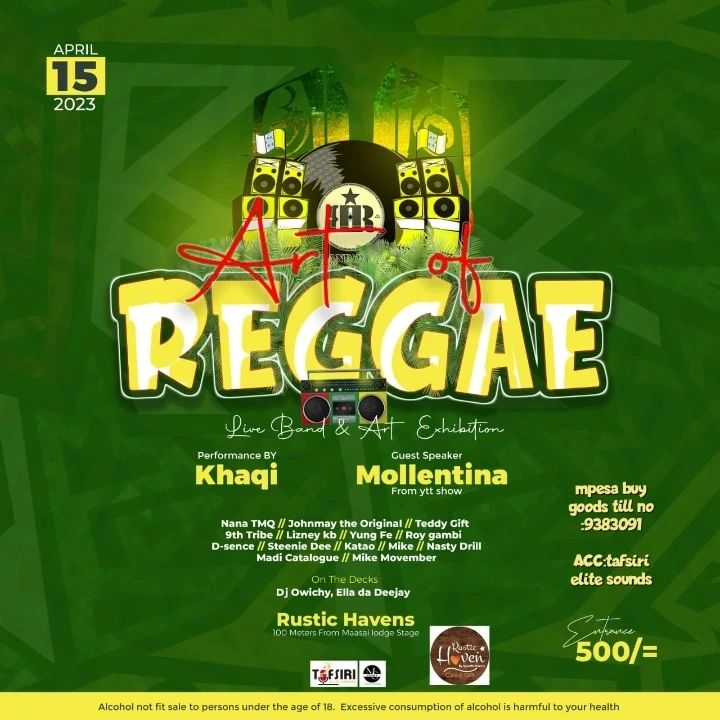 APRIL
15
2023
Art of
REGGAE
Live Band & Art Exhibition
Performance BY
Khaqi
Guest Speaker
Mollentina
From ytt show
mpesa buy
goods till no
:9383091
ACC:tafsiri
elite sounds
Nana TMQ // Johnmay the Original // Teddy Gift
9th Tribe // Lizney kb // Yung Fe // Roy gambi
D-sence // Steenie Dee // Katao // Mike // Nasty Drill
Madi Catalogue // Mike Movember
On The Decks
Dj Owichy, Ella da Deejay
Rustic Havens
100 Meters From Maasai lodge Stage
Entrance
500/=
TAFSIRI
Rustic
Haven
Cafe & Grill
Alcohol not fit sale to persons under the age of 18. Excessive consumption of alcohol is harmful to your health